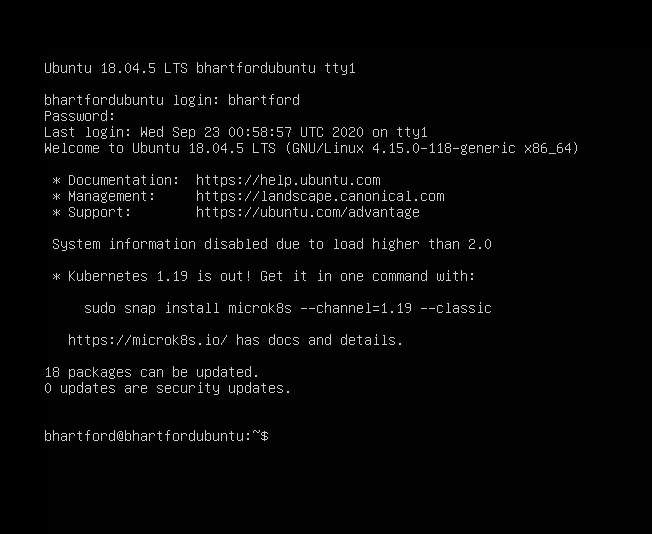 Ubuntu 18.04.5 LTS bhartfordubuntu tty1
bhartfordubuntu login: bhartford
Password:
Last login: Wed Sep 23 00:58:57 UTC 2020 on tty1
Welcome to Ubuntu 18.04.5 LTS (GNU/Linux 4.15.0-118-generic x86_64)
* Documentation:  https://help.ubuntu.com
* Management:     https://landscape.canonical.com
* Support:        https://ubuntu.com/advantage
System information disabled due to load higher than 2.0
* Kubernetes 1.19 is out! Get it in one command with:
sudo snap install microk8s --channel=1.19 --classic
https://microk8s.io/ has docs and details.
18 packages can be updated.
0 updates are security updates.
bhartford@bhartfordubuntu:~$